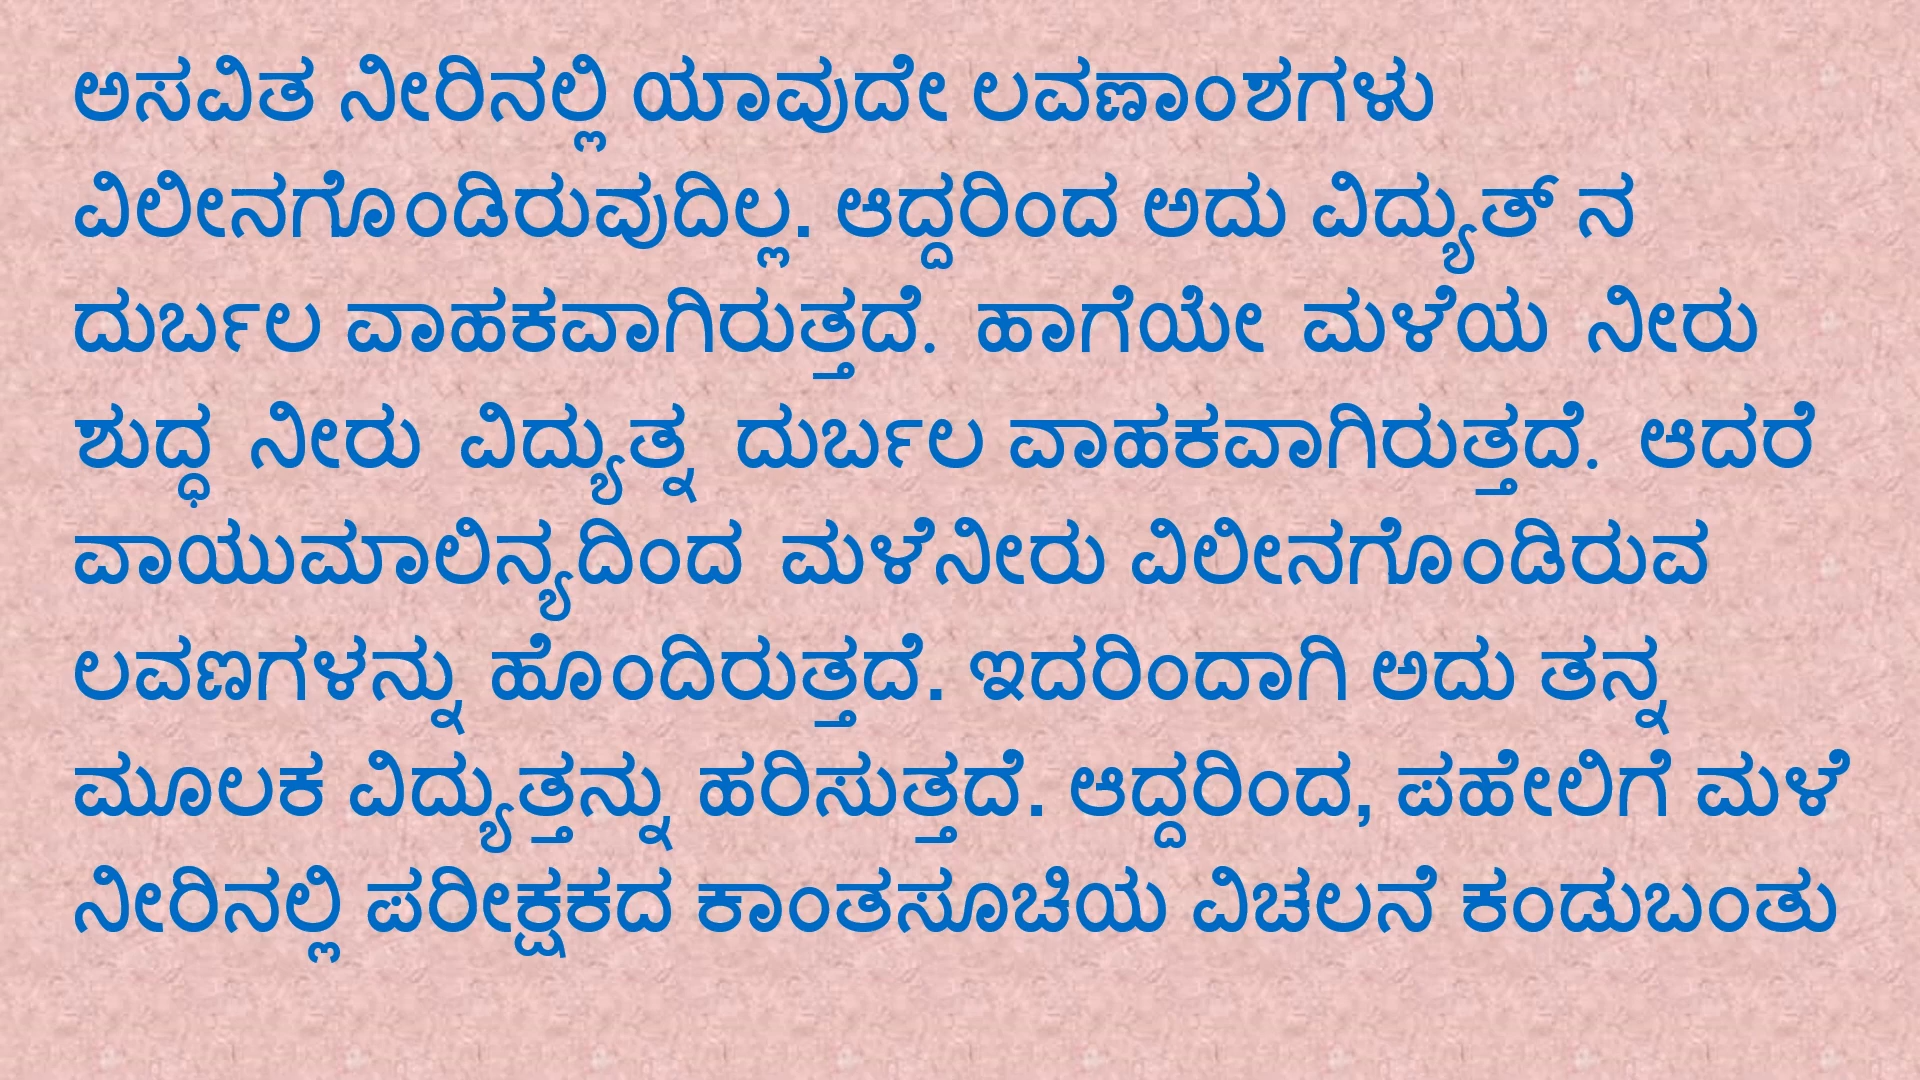 ಅಸವಿತ ನೀರಿನಲ್ಲಿ ಯಾವುದೇ ಲವಣಾಂಶಗಳು
ವಿಲೀನಗೊಂಡಿರುವುದಿಲ್ಲ. ಆದ್ದರಿಂದ ಅದು ವಿದ್ಯುತ್ ನ
ದುರ್ಬಲ ವಾಹಕವಾಗಿರುತ್ತದೆ. ಹಾಗೆಯೇ ಮಳೆಯ ನೀರು
ಶುದ್ಧ ನೀರು ವಿದ್ಯುತ್ನ ದುರ್ಬಲ ವಾಹಕವಾಗಿರುತ್ತದೆ. ಆದರೆ
ವಾಯುಮಾಲಿನ್ಯದಿಂದ ಮಳೆನೀರು ವಿಲೀನಗೊಂಡಿರುವ
ಲವಣಗಳನ್ನು ಹೊಂದಿರುತ್ತದೆ. ಇದರಿಂದಾಗಿ ಅದು ತನ್ನ
ಮೂಲಕ ವಿದ್ಯುತ್ತನ್ನು ಹರಿಸುತ್ತದೆ. ಆದ್ದರಿಂದ, ಪಹೇಲಿಗೆ ಮಳೆ
ನೀರಿನಲ್ಲಿ ಪರೀಕ್ಷಕದ ಕಾಂತಸೂಚಿಯ ವಿಚಲನೆ ಕಂಡುಬಂತು